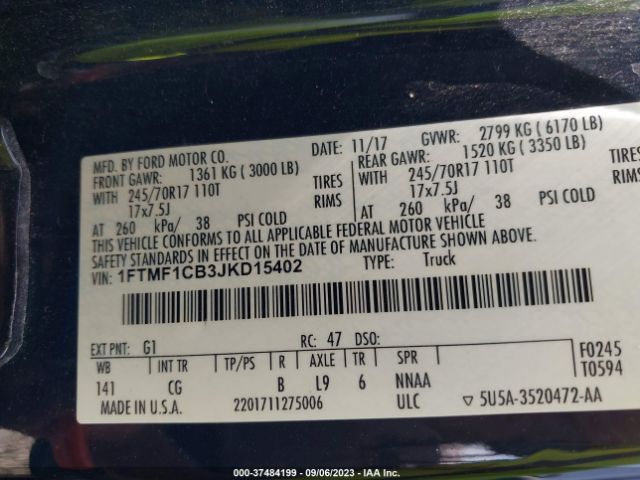 MFD. BY FORD MOTOR CO.
DATE: 11/17 GVWR: 2799 KG ( 6170 LB)
FRONT GAWR: 1361 KG ( 3000 LB)
REAR GAWR: 1520 KG ( 3350 LB)
WITH 245/70R17 110T TIRES
WITH 245/70R17 110T TIRES
17x7.5J RIMS
17x7.5J RIMS
AT 260 kPa/ 38 PSI COLD
AT 260 kPa/ 38 PSI COLD
THIS VEHICLE CONFORMS TO ALL APPLICABLE FEDERAL MOTOR VEHICLE
SAFETY STANDARDS IN EFFECT ON THE DATE OF MANUFACTURE SHOWN ABOVE.
VIN: 1FTMF1CB3JKD15402 TYPE: Truck
EXT PNT: G1 RC: 47 DSO:
WB INT TR TP/PS R AXLE TR SPR
F0245
T0594
141 CG B L9 6 NNAA
MADE IN U.S.A. 2201711275006 ULC ▽ 5U5A-3520472-AA
000-37484199 - 09/06/2023 - IAA Inc.